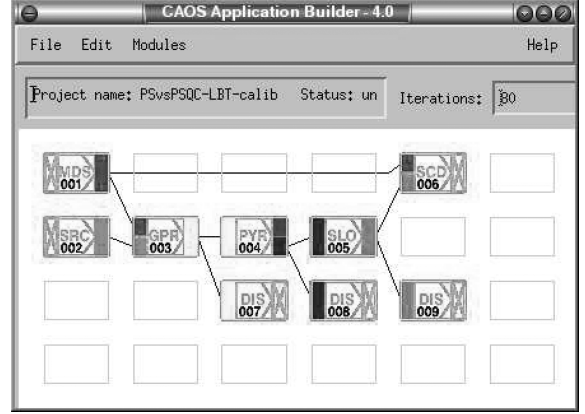 CAOS Application Builder - 4.0
File Edit Modules Help
Project name: PSvsPSQC-LBT-calib Status: un Iterations: 80
MDS 001 SCD 006
SRC 002 GPR 003 PYR 004 SLO 005
DIS 007 DIS 008 DIS 009